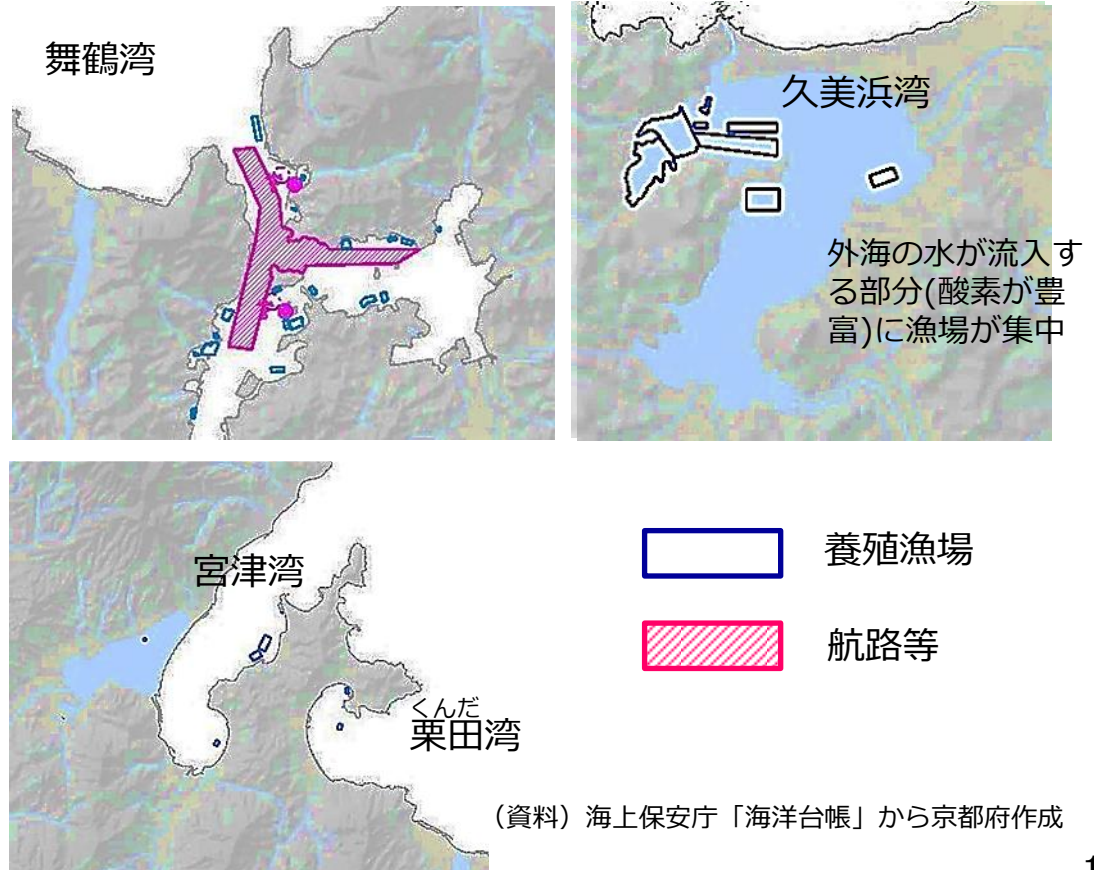 舞鶴湾
久美浜湾
外海の水が流入す
る部分(酸素が豊
富)に漁場が集中
宮津湾
くんだ
栗田湾
養殖漁場
航路等
（資料）海上保安庁「海洋台帳」から京都府作成